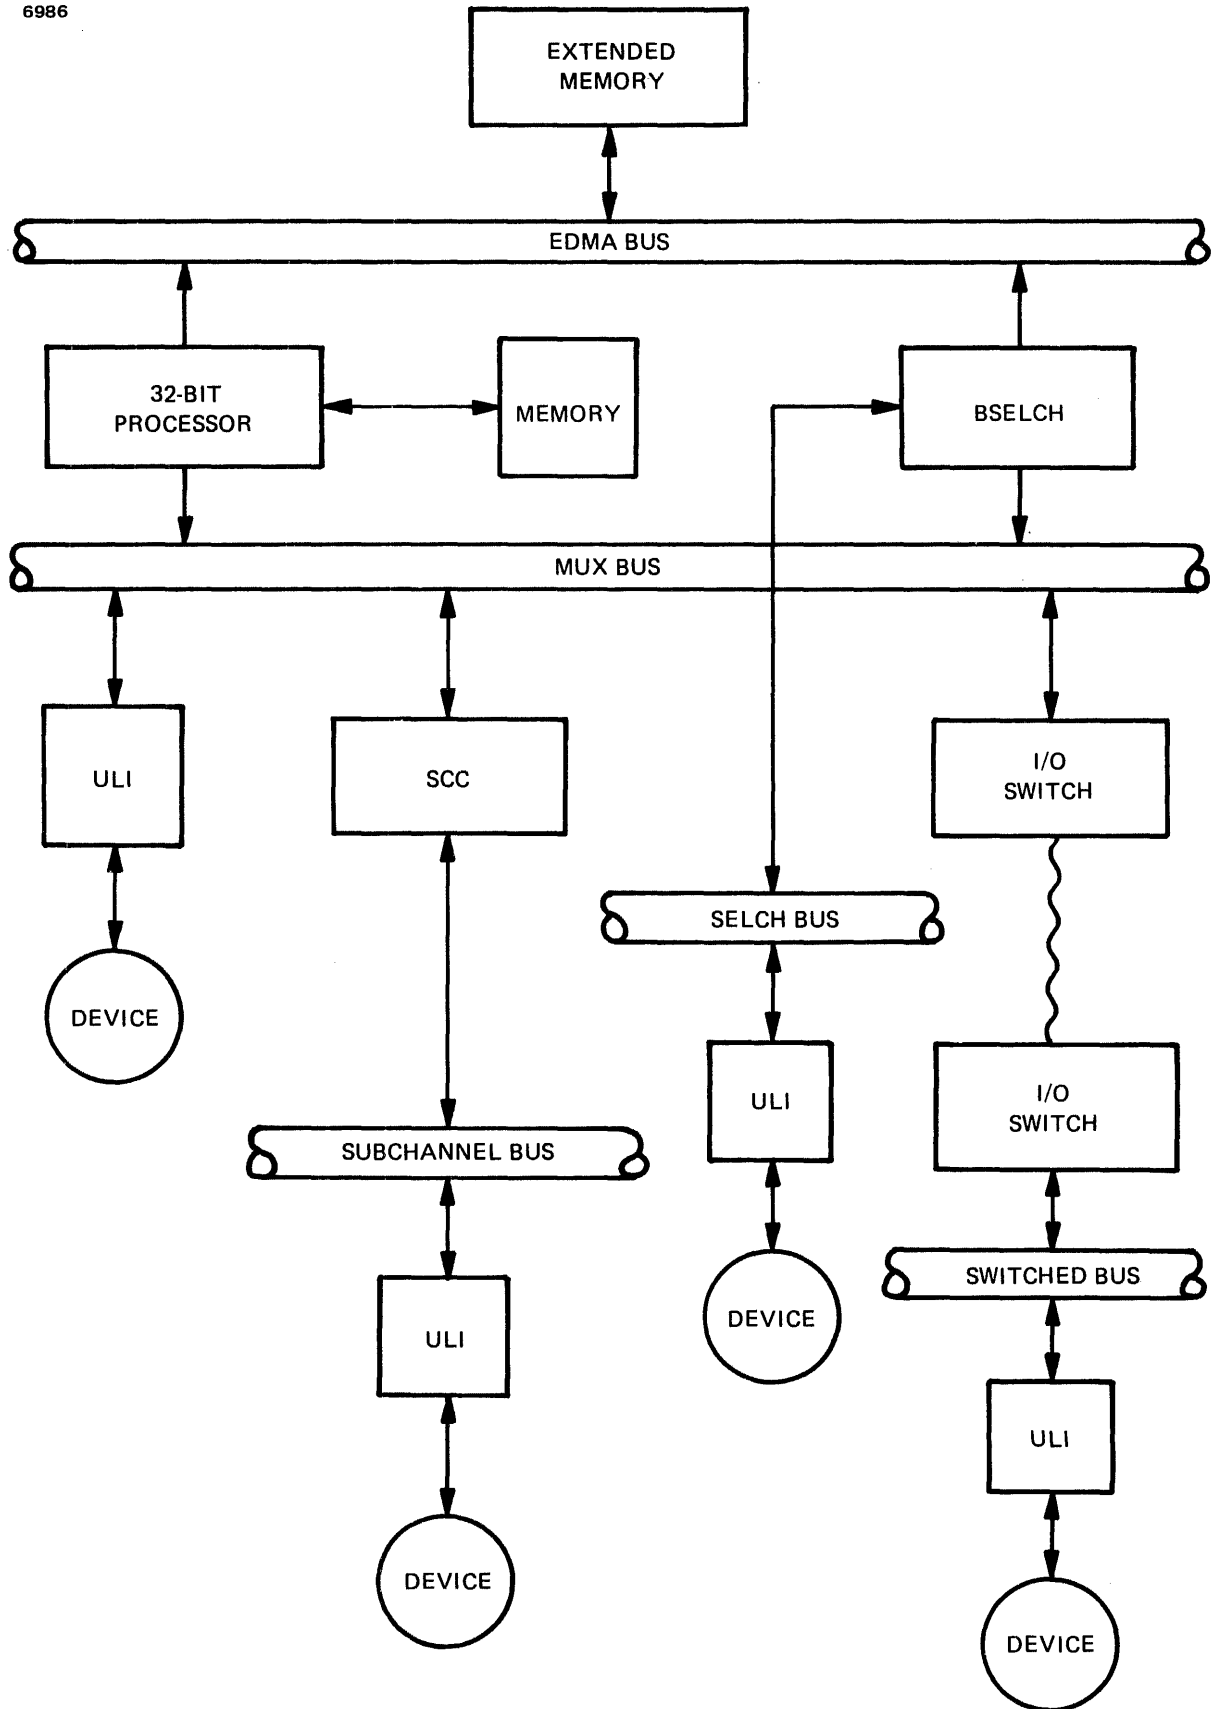 6986
EXTENDED
MEMORY
EDMA BUS
32-BIT
PROCESSOR
MEMORY
BSELCH
MUX BUS
ULI
SCC
I/O
SWITCH
SELCH BUS
DEVICE
ULI
I/O
SWITCH
SUBCHANNEL BUS
SWITCHED BUS
ULI
DEVICE
ULI
DEVICE
DEVICE